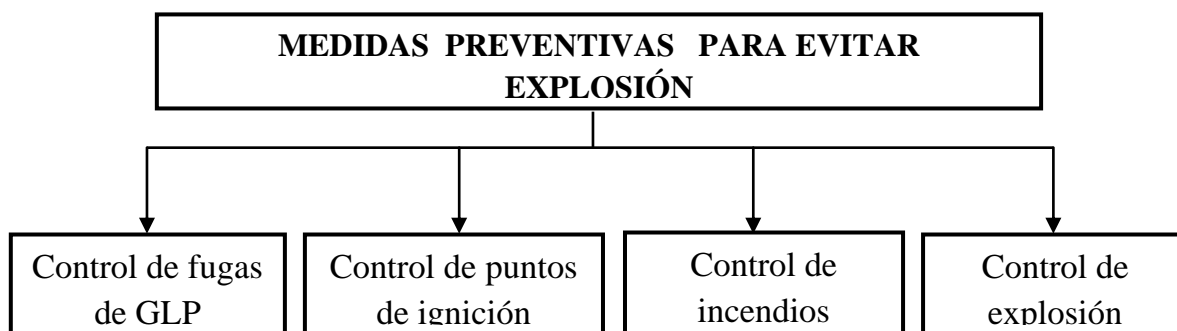 MEDIDAS PREVENTIVAS PARA EVITAR
EXPLOSIÓN
Control de fugas
de GLP
Control de puntos
de ignición
Control de
incendios
Control de
explosión